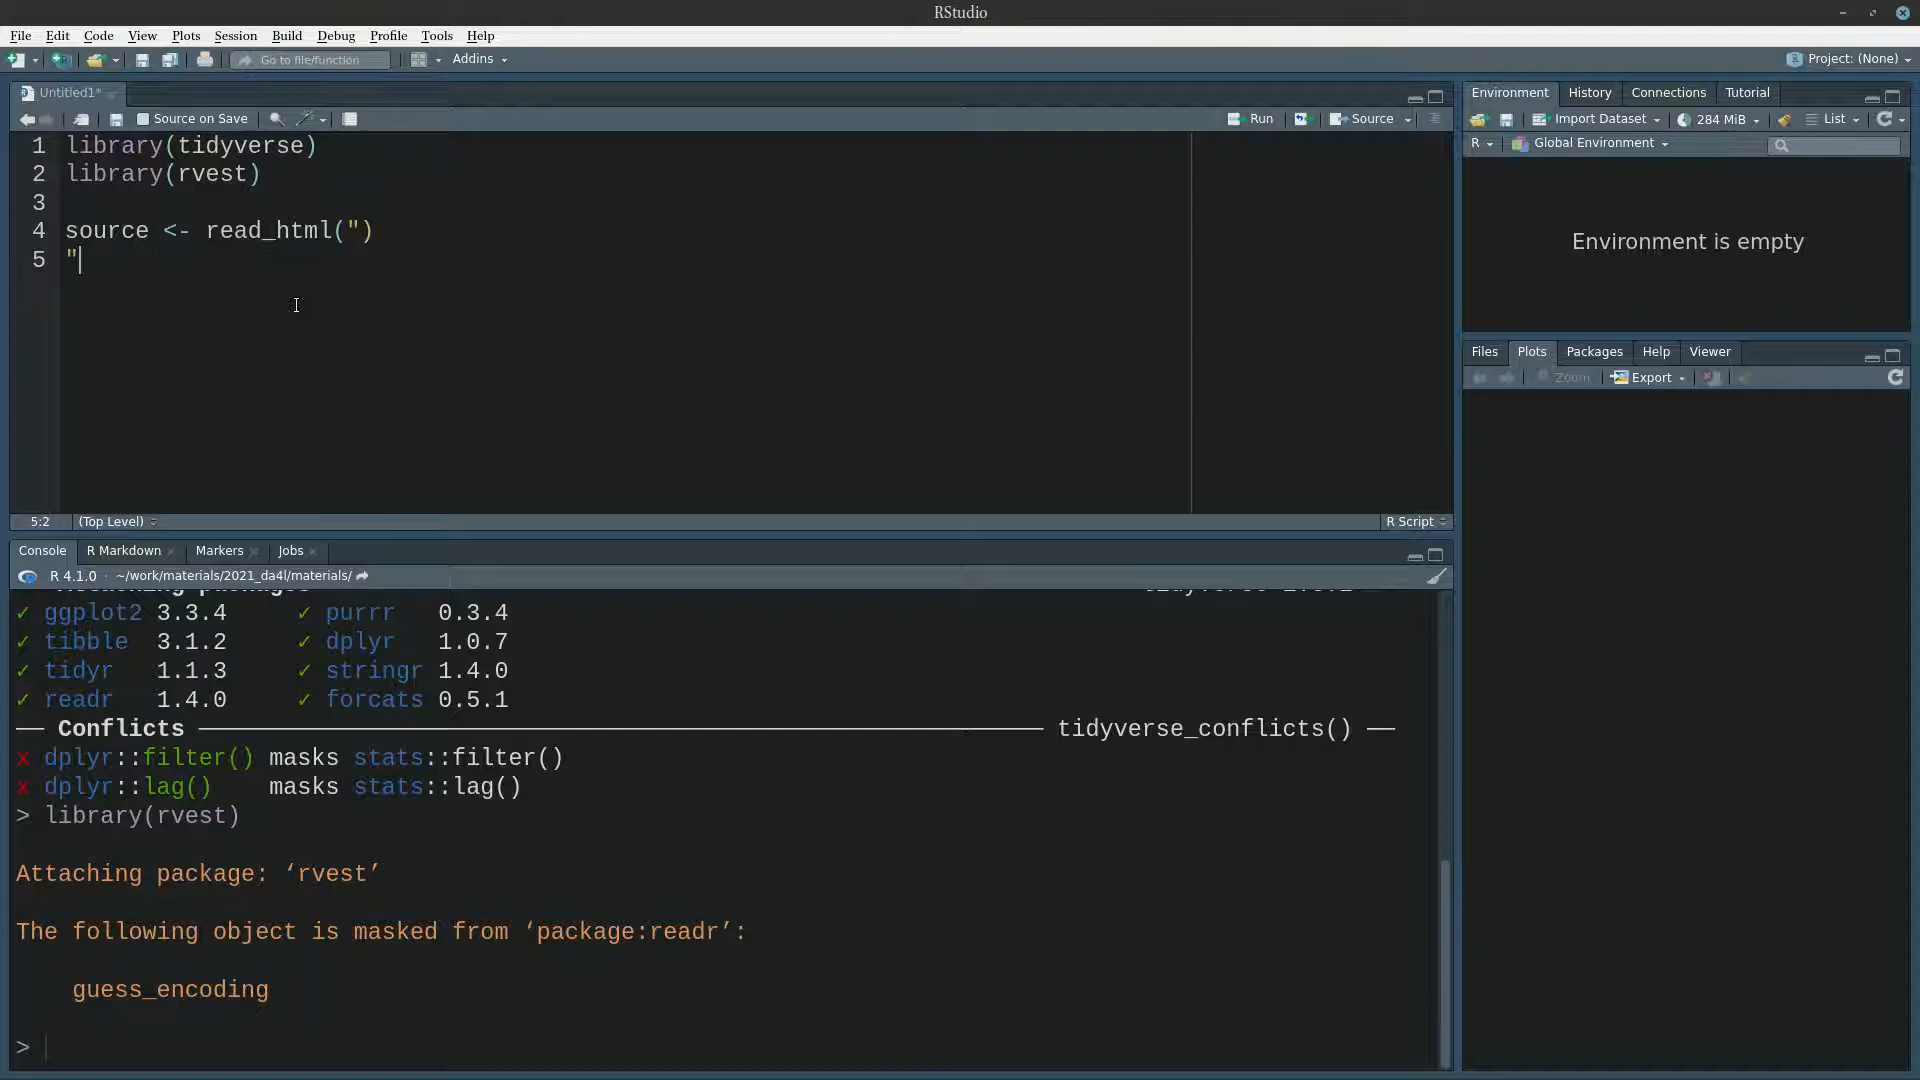 RStudio
File Edit Code View Plots Session Build Debug Profile Tools Help
Go to file/function Addins Project: (None)
Untitled1*
Source on Save Run Source
1 library(tidyverse)
2 library(rvest)
3
4 source <- read_html(")
5 "
5:2 (Top Level) R Script
Console R Markdown Markers Jobs
R 4.1.0 · ~/work/materials/2021_da4l/materials/
✓ ggplot2 3.3.4 ✓ purrr 0.3.4
✓ tibble 3.1.2 ✓ dplyr 1.0.7
✓ tidyr 1.1.3 ✓ stringr 1.4.0
✓ readr 1.4.0 ✓ forcats 0.5.1
── Conflicts ── tidyverse_conflicts() ──
x dplyr::filter() masks stats::filter()
x dplyr::lag() masks stats::lag()
> library(rvest)
Attaching package: ‘rvest’
The following object is masked from ‘package:readr’:
guess_encoding
>
Environment History Connections Tutorial
Import Dataset 284 MiB List
R Global Environment
Environment is empty
Files Plots Packages Help Viewer
Zoom Export